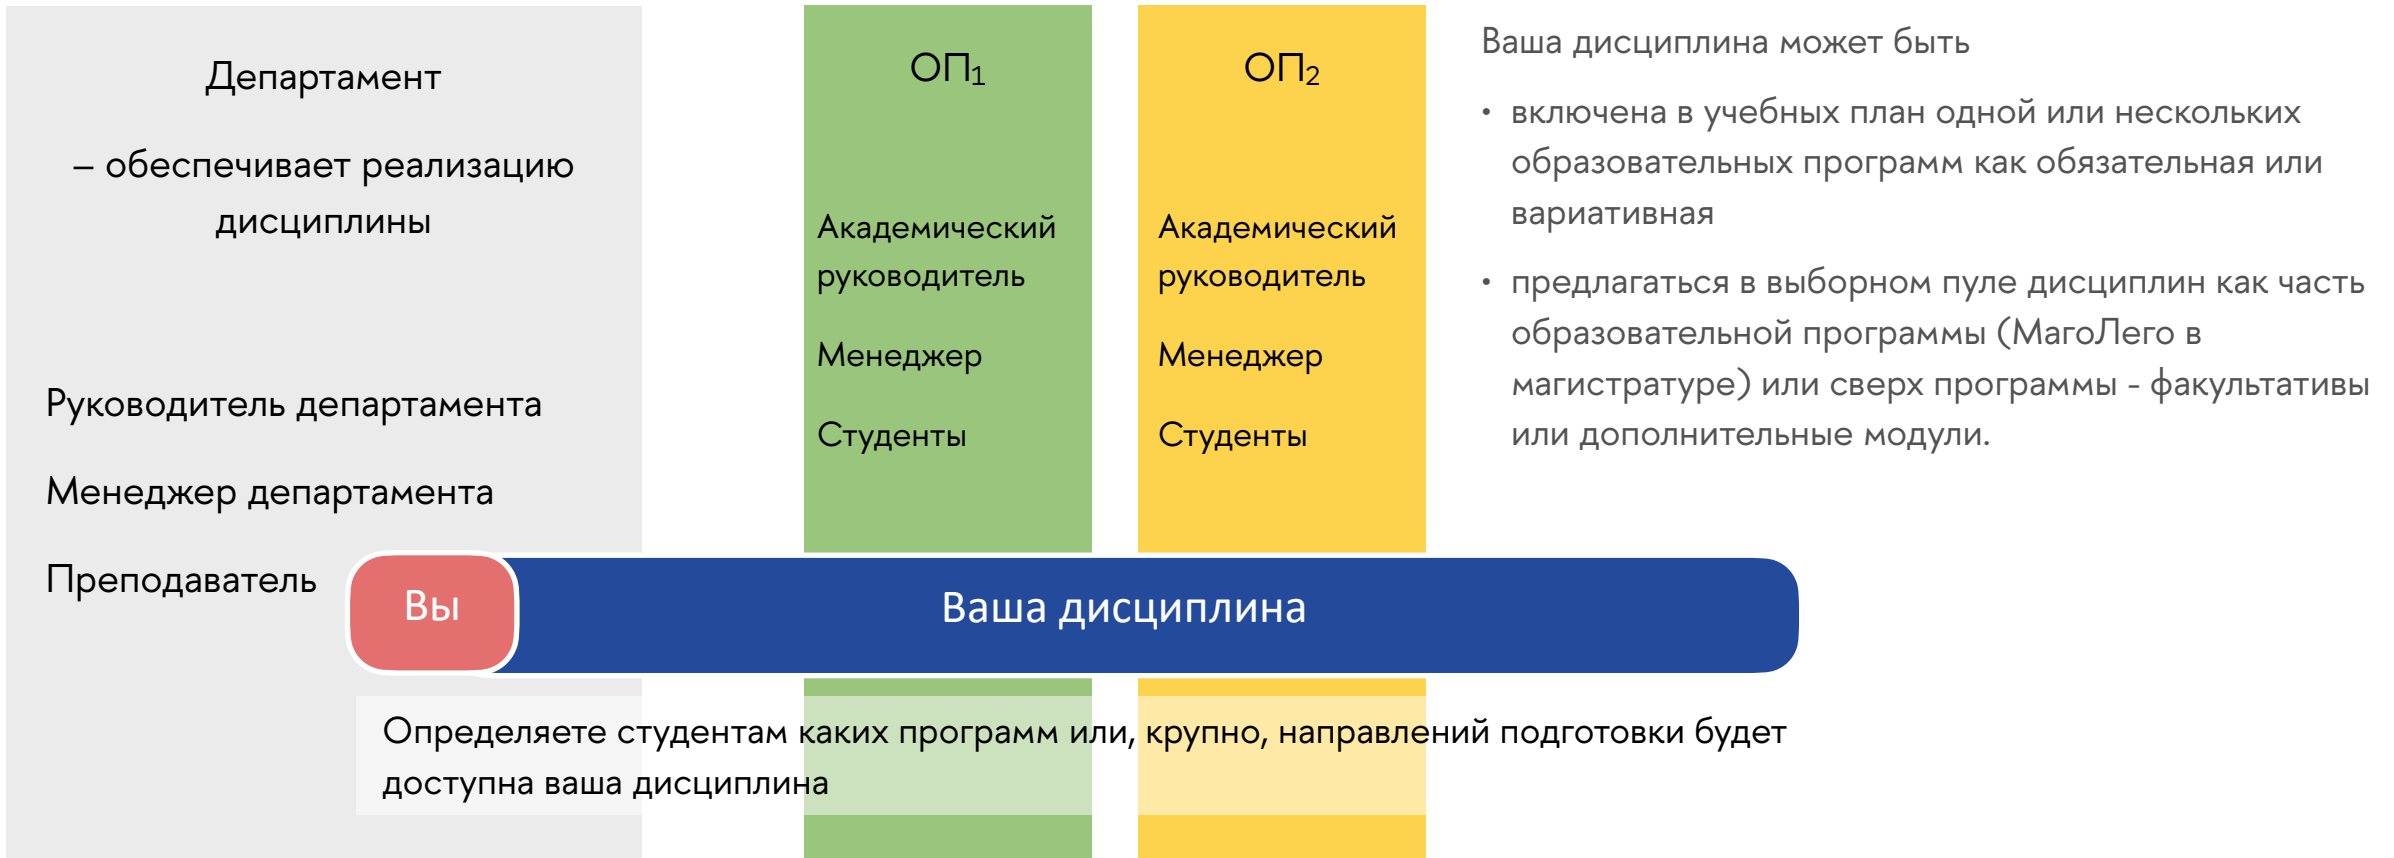 Департамент
– обеспечивает реализацию
дисциплины
Руководитель департамента
Менеджер департамента
Преподаватель
ОП₁
Академический
руководитель
Менеджер
Студенты
ОП₂
Академический
руководитель
Менеджер
Студенты
Ваша дисциплина может быть
• включена в учебных план одной или нескольких
образовательных программ как обязательная или
вариативная
• предлагаться в выборном пуле дисциплин как часть
образовательной программы (МагоЛего в
магистратуре) или сверх программы - факультативы
или дополнительные модули.
Вы
Ваша дисциплина
Определяете студентам каких программ или, крупно, направлений подготовки будет
доступна ваша дисциплина